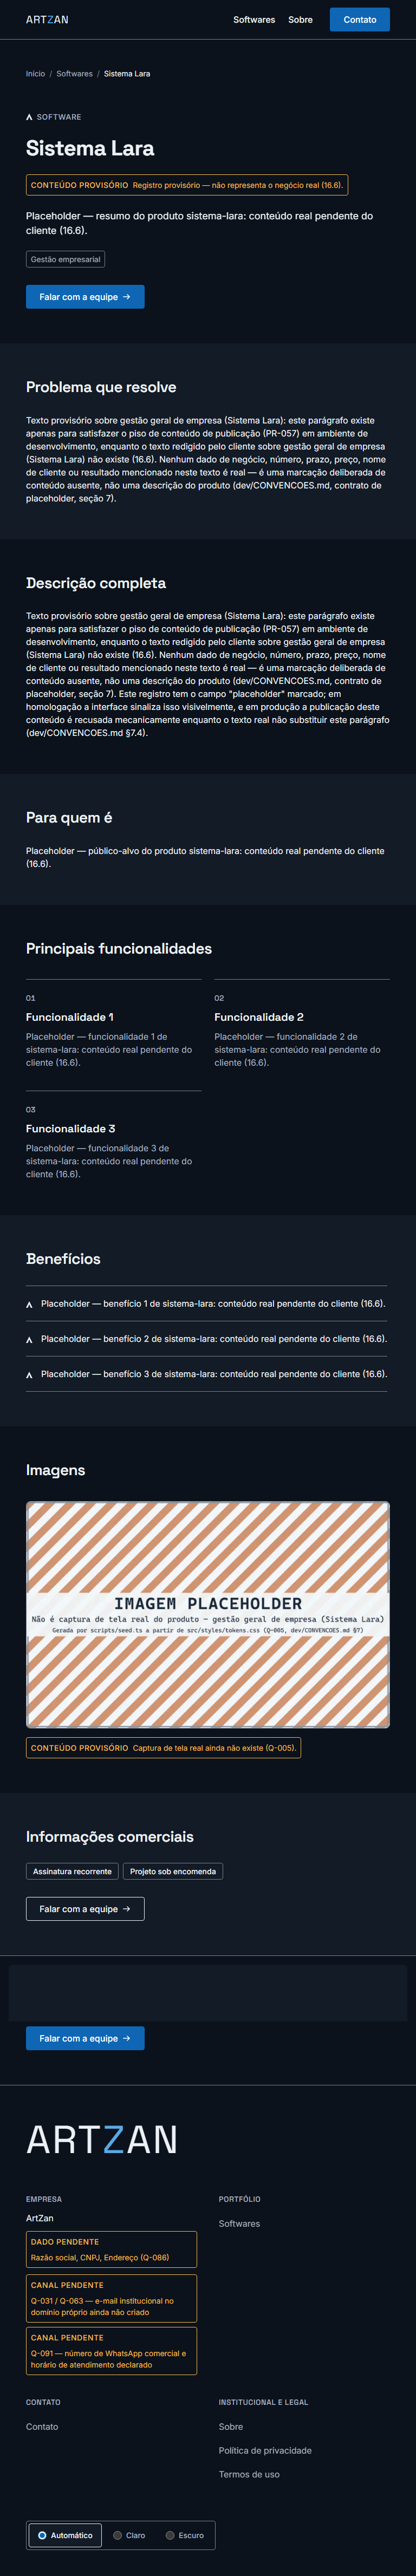 ARTZAN
Softwares
Sobre
Contato
Início / Softwares / Sistema Lara
SOFTWARE
Sistema Lara
CONTEÚDO PROVISÓRIO Registro provisório — não representa o negócio real (16.6).
Placeholder — resumo do produto sistema-lara: conteúdo real pendente do
cliente (16.6).
Gestão empresarial
Falar com a equipe →
Problema que resolve
Texto provisório sobre gestão geral de empresa (Sistema Lara): este parágrafo existe
apenas para satisfazer o piso de conteúdo de publicação (PR-057) em ambiente de
desenvolvimento, enquanto o texto redigido pelo cliente sobre gestão geral de empresa
(Sistema Lara) não existe (16.6). Nenhum dado de negócio, número, prazo, preço, nome
de cliente ou resultado mencionado neste texto é real — é uma marcação deliberada de
conteúdo ausente, não uma descrição do produto (dev/CONVENCOES.md, contrato de
placeholder, seção 7).
Descrição completa
Texto provisório sobre gestão geral de empresa (Sistema Lara): este parágrafo existe
apenas para satisfazer o piso de conteúdo de publicação (PR-057) em ambiente de
desenvolvimento, enquanto o texto redigido pelo cliente sobre gestão geral de empresa
(Sistema Lara) não existe (16.6). Nenhum dado de negócio, número, prazo, preço, nome
de cliente ou resultado mencionado neste texto é real — é uma marcação deliberada de
conteúdo ausente, não uma descrição do produto (dev/CONVENCOES.md, contrato de
placeholder, seção 7). Este registro tem o campo "placeholder" marcado; em
homologação a interface sinaliza isso visivelmente, e em produção a publicação deste
conteúdo é recusada mecanicamente enquanto o texto real não substituir este parágrafo
(dev/CONVENCOES.md §7.4).
Para quem é
Placeholder — público-alvo do produto sistema-lara: conteúdo real pendente do cliente
(16.6).
Principais funcionalidades
01
Funcionalidade 1
Placeholder — funcionalidade 1 de
sistema-lara: conteúdo real pendente do
cliente (16.6).
02
Funcionalidade 2
Placeholder — funcionalidade 2 de
sistema-lara: conteúdo real pendente do
cliente (16.6).
03
Funcionalidade 3
Placeholder — funcionalidade 3 de
sistema-lara: conteúdo real pendente do
cliente (16.6).
Benefícios
Placeholder — benefício 1 de sistema-lara: conteúdo real pendente do cliente (16.6).
Placeholder — benefício 2 de sistema-lara: conteúdo real pendente do cliente (16.6).
Placeholder — benefício 3 de sistema-lara: conteúdo real pendente do cliente (16.6).
Imagens
IMAGEM PLACEHOLDER
Não é captura de tela real do produto — gestão geral de empresa (Sistema Lara)
Gerada por scripts/seed.ts a partir de src/styles/tokens.css (Q-005, dev/CONVENCOES.md §7)
CONTEÚDO PROVISÓRIO Captura de tela real ainda não existe (Q-005).
Informações comerciais
Assinatura recorrente
Projeto sob encomenda
Falar com a equipe →
Falar com a equipe →
ARTZAN
EMPRESA
ArtZan
DADO PENDENTE
Razão social, CNPJ, Endereço (Q-086)
CANAL PENDENTE
Q-031 / Q-063 — e-mail institucional no
domínio próprio ainda não criado
CANAL PENDENTE
Q-091 — número de WhatsApp comercial e
horário de atendimento declarado
PORTFÓLIO
Softwares
CONTATO
Contato
INSTITUCIONAL E LEGAL
Sobre
Política de privacidade
Termos de uso
Automático
Claro
Escuro